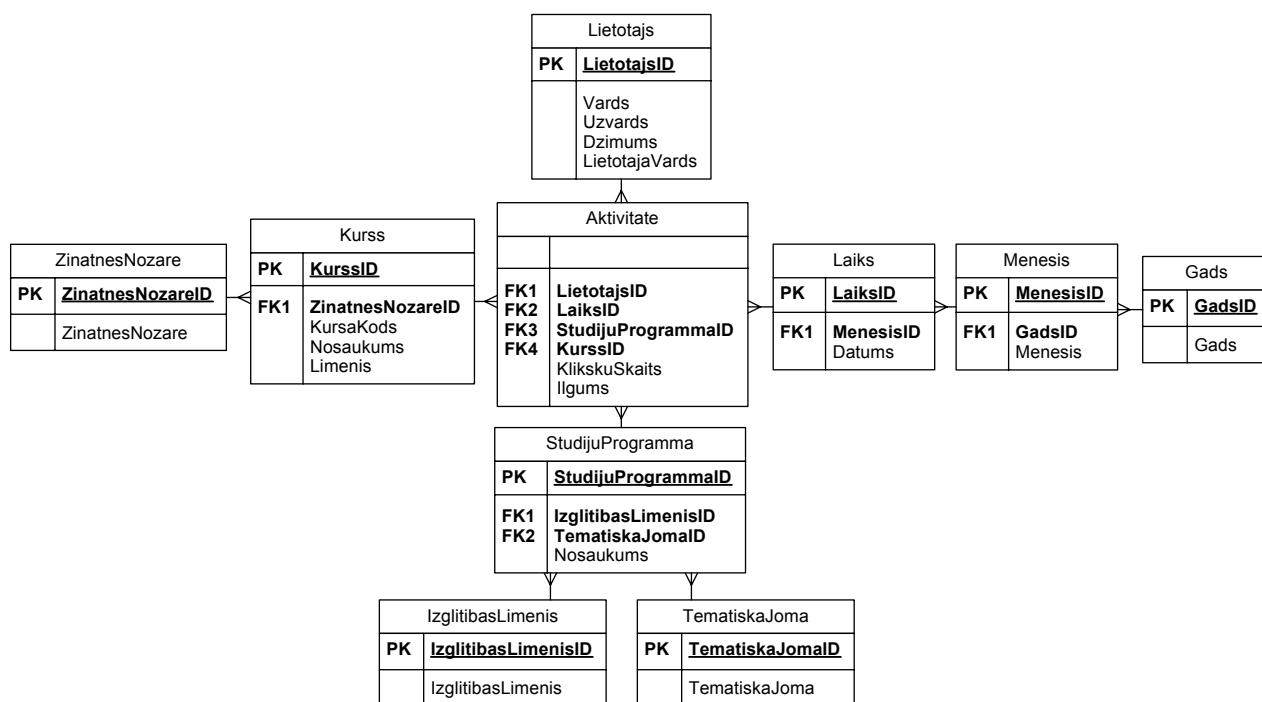 Lietotajs
PK LietotajsID
Vards
Uzvards
Dzimums
LietotajaVards
Aktivitate
FK1 LietotajsID
FK2 LaiksID
FK3 StudijuProgrammaID
FK4 KurssID
KlikskuSkaits
Ilgums
ZinatnesNozare
PK ZinatnesNozareID
ZinatnesNozare
Kurss
PK KurssID
FK1 ZinatnesNozareID
KursaKods
Nosaukums
Limenis
Laiks
PK LaiksID
FK1 MenesisID
Datums
Menesis
PK MenesisID
FK1 GadsID
Menesis
Gads
PK GadsID
Gads
StudijuProgramma
PK StudijuProgrammaID
FK1 IzglitibasLimenisID
FK2 TematiskaJomaID
Nosaukums
IzglitibasLimenis
PK IzglitibasLimenisID
IzglitibasLimenis
TematiskaJoma
PK TematiskaJomaID
TematiskaJoma